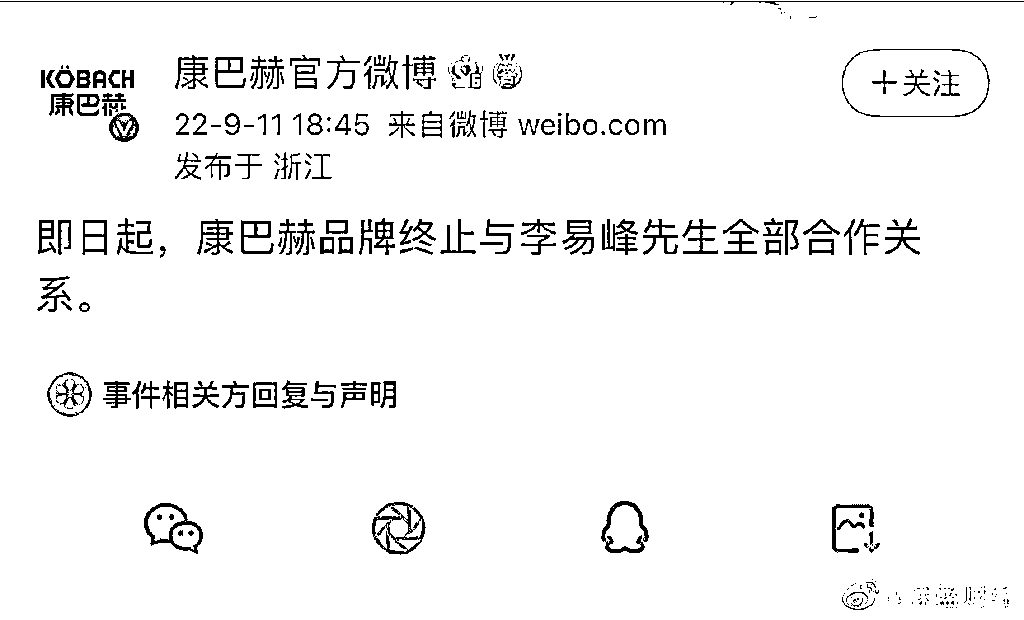 KÖBACH
康巴赫
康巴赫官方微博
+关注
22-9-11 18:45 来自微博 weibo.com
发布于 浙江
即日起，康巴赫品牌终止与李易峰先生全部合作关
系。
事件相关方回复与声明